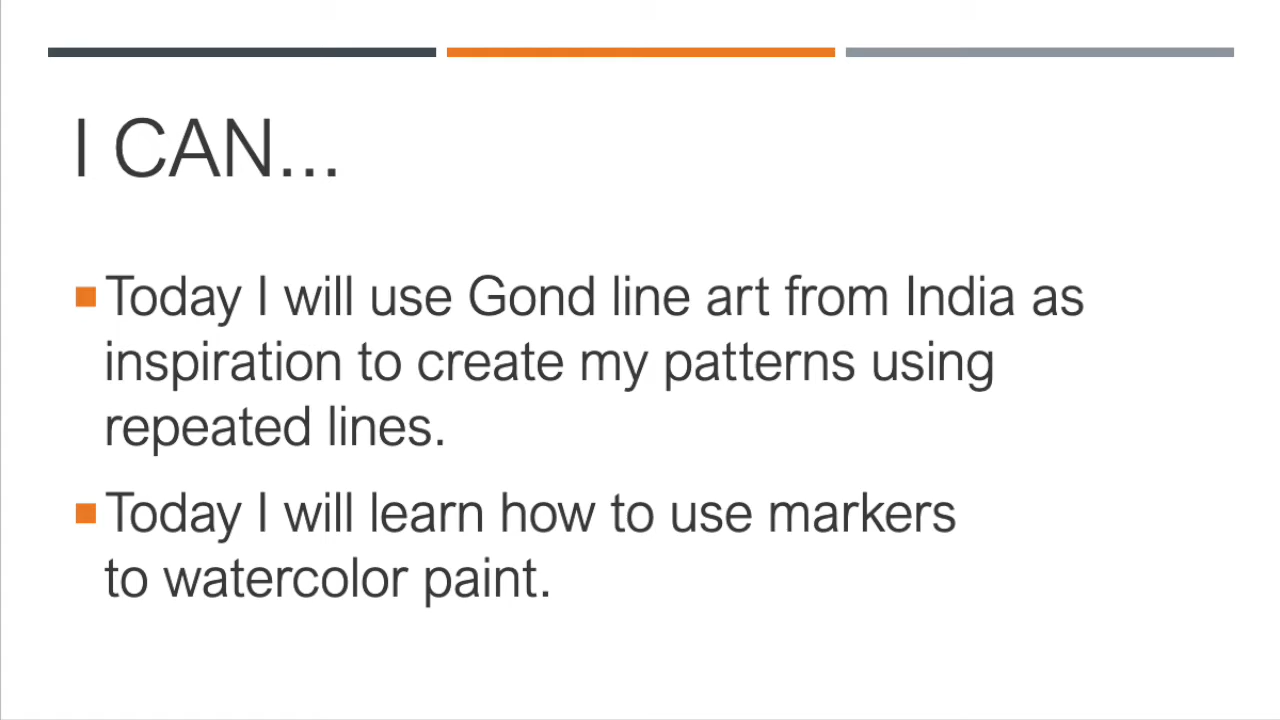 I CAN...
Today I will use Gond line art from India as
inspiration to create my patterns using
repeated lines.
Today I will learn how to use markers
to watercolor paint.